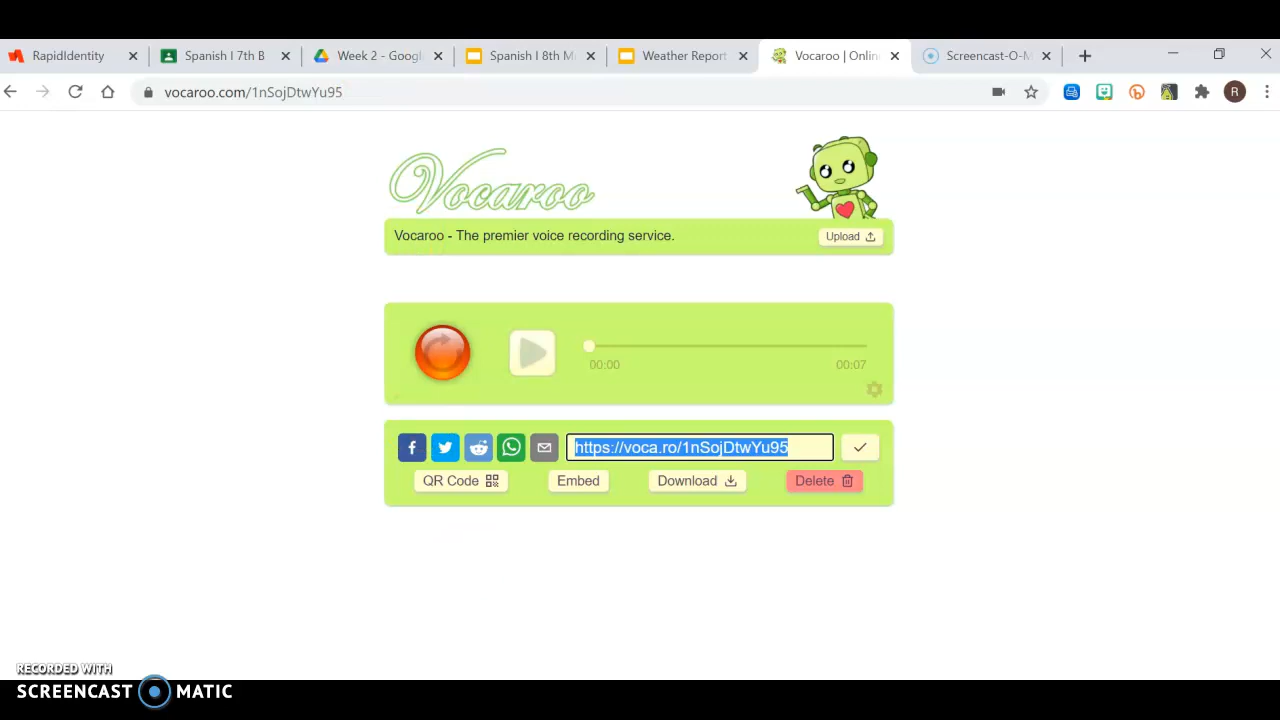 RapidIdentity
Spanish I 7th B
Week 2 - Googl
Spanish I 8th M
Weather Report
Vocaroo | Onlin
Screencast-O-M
vocaroo.com/1nSojDtwYu95
R
Vocaroo
Vocaroo - The premier voice recording service.
Upload
00:00
00:07
https://voca.ro/1nSojDtwYu95
QR Code
Embed
Download
Delete
RECORDED WITH
SCREENCAST MATIC